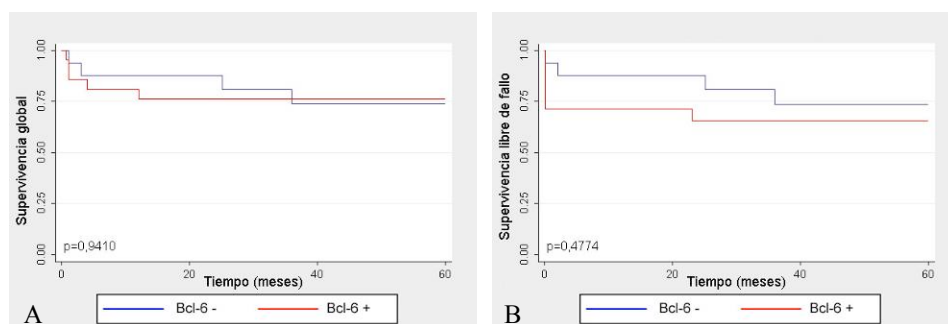 Supervivencia global
1.00
0.75
0.50
0.25
0.00
p=0,9410
0 20 40 60
Tiempo (meses)
Bcl-6 - Bcl-6 +
A
Supervivencia libre de fallo
1.00
0.75
0.50
0.25
0.00
p=0,4774
0 20 40 60
Tiempo (meses)
Bcl-6 - Bcl-6 +
B